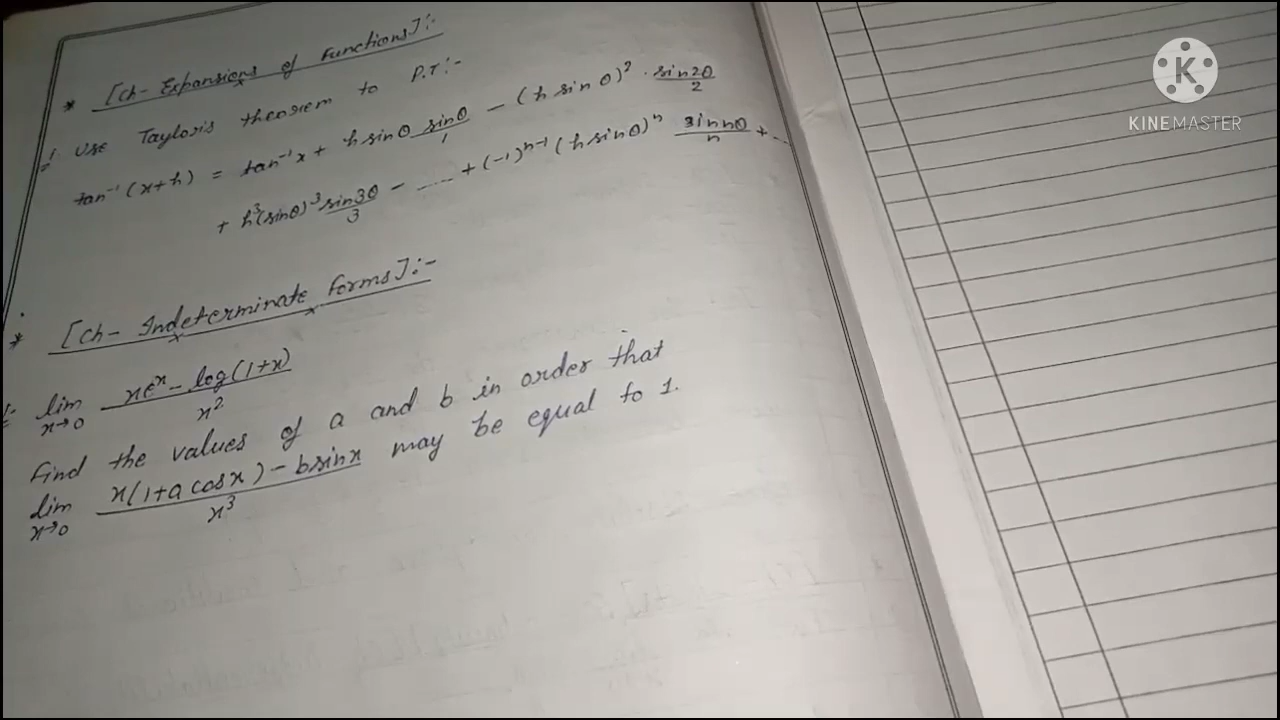 * [Ch- Expansions of Functions]:-
1. Use Taylor's theorem to P.T:-
tan⁻¹(x+h) = tan⁻¹x + h sinθ sinθ/1 - (h sinθ)² . sin2θ/2
+ h³(sinθ)³ sin3θ/3 - ..... + (-1)ⁿ⁻¹ (h sinθ)ⁿ sin nθ/n + ...
* [Ch- Indeterminate forms]:-
lim x→0 xeˣ - log(1+x)/x²
Find the values of a and b in order that
lim x→0 x(1+a cosx) - b sinx/x³ may be equal to 1.
K
KINEMASTER